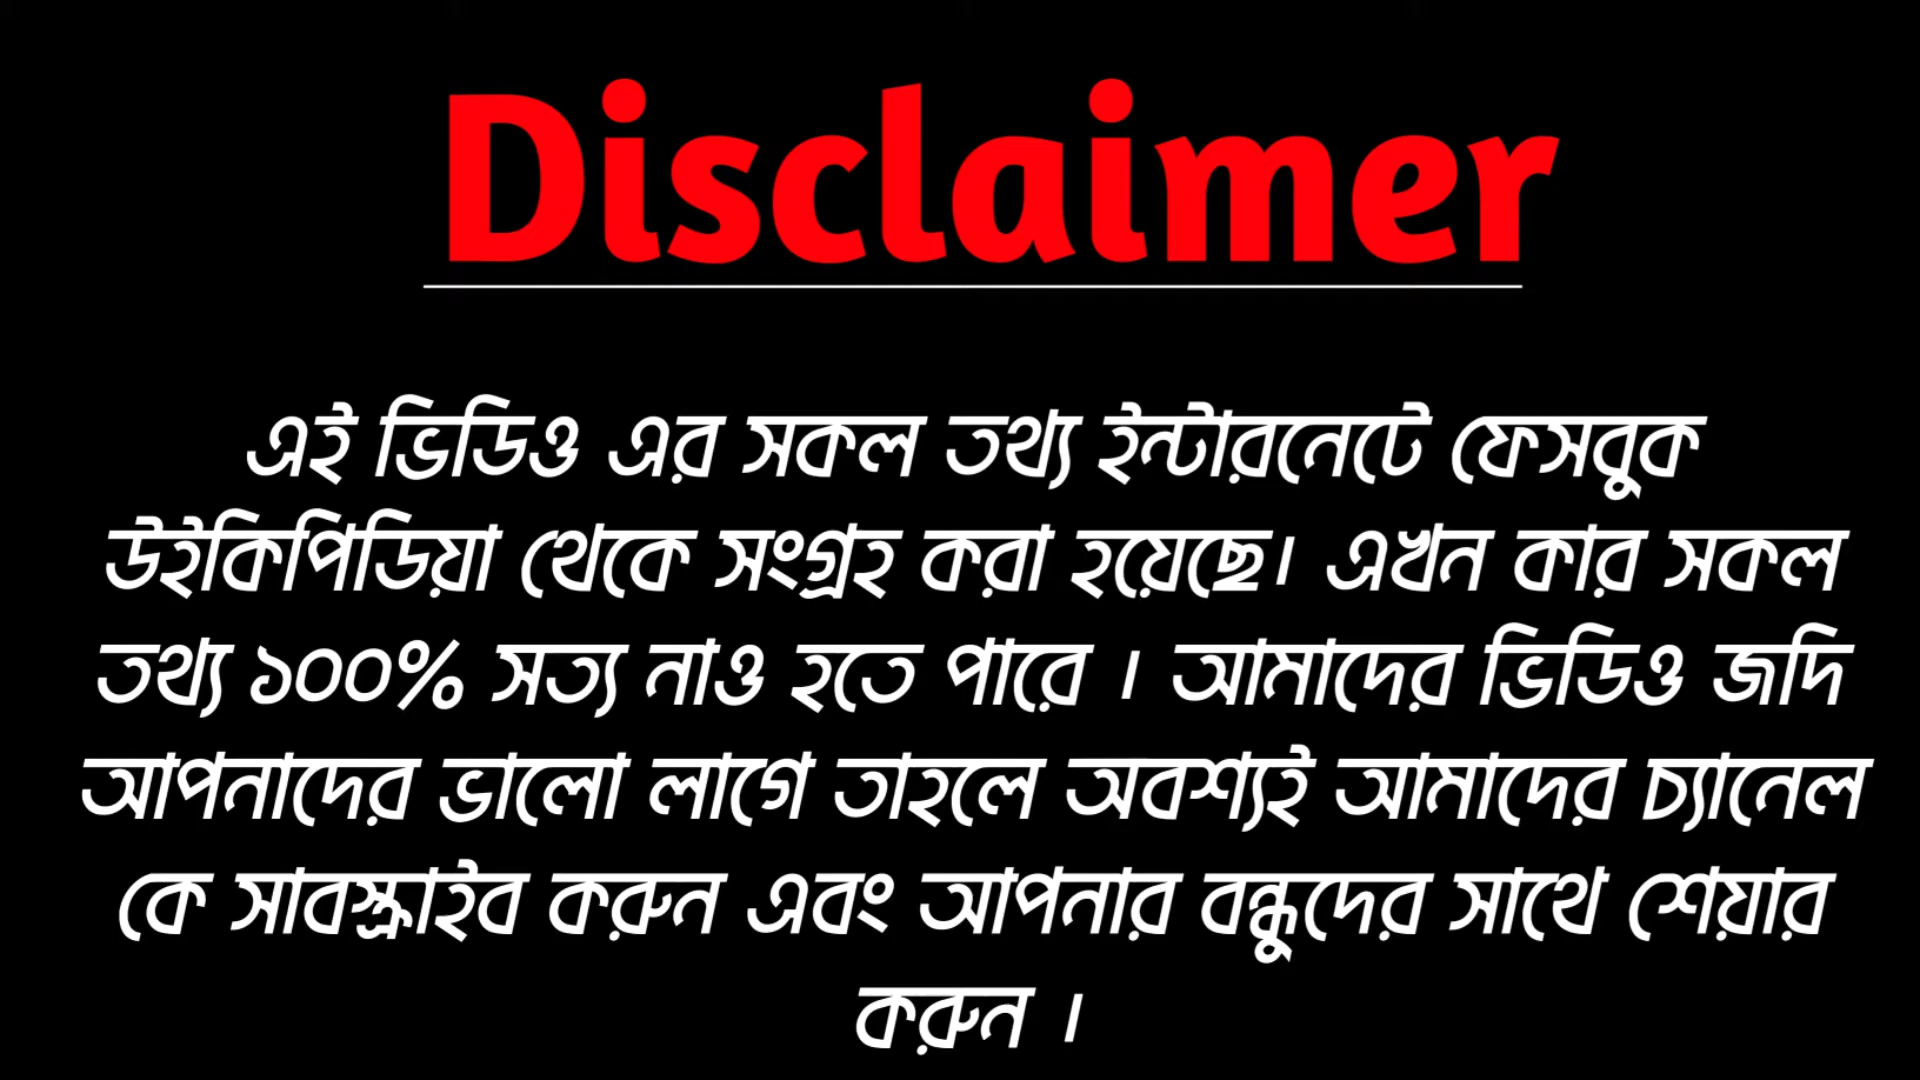 Disclaimer
এই ভিডিও এর সকল তথ্য ইন্টারনেটে ফেসবুক
উইকিপিডিয়া থেকে সংগ্রহ করা হয়েছে। এখন কার সকল
তথ্য ১০০% সত্য নাও হতে পারে ।  আমাদের ভিডিও জদি
আপনাদের ভালো লাগে তাহলে অবশ্যই আমাদের চ্যানেল
কে সাবস্ক্রাইব করুন এবং আপনার বন্ধুদের সাথে শেয়ার
করুন ।